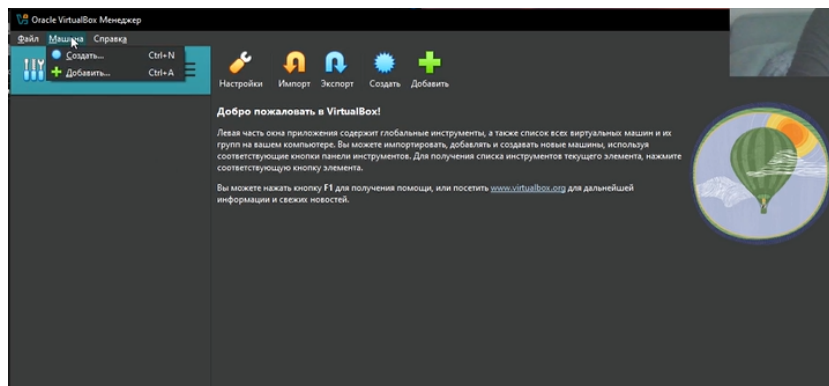 Oracle VirtualBox Менеджер
Файл Машина Справка
Создать... Ctrl+N
Добавить... Ctrl+A
Настройки Импорт Экспорт Создать Добавить
Добро пожаловать в VirtualBox!
Левая часть окна приложения содержит глобальные инструменты, а также список всех виртуальных машин и их
групп на вашем компьютере. Вы можете импортировать, добавлять и создавать новые машины, используя
соответствующие кнопки панели инструментов. Для получения списка инструментов текущего элемента, нажмите
соответствующую кнопку элемента.
Вы можете нажать кнопку F1 для получения помощи, или посетить www.virtualbox.org для дальнейшей
информации и свежих новостей.